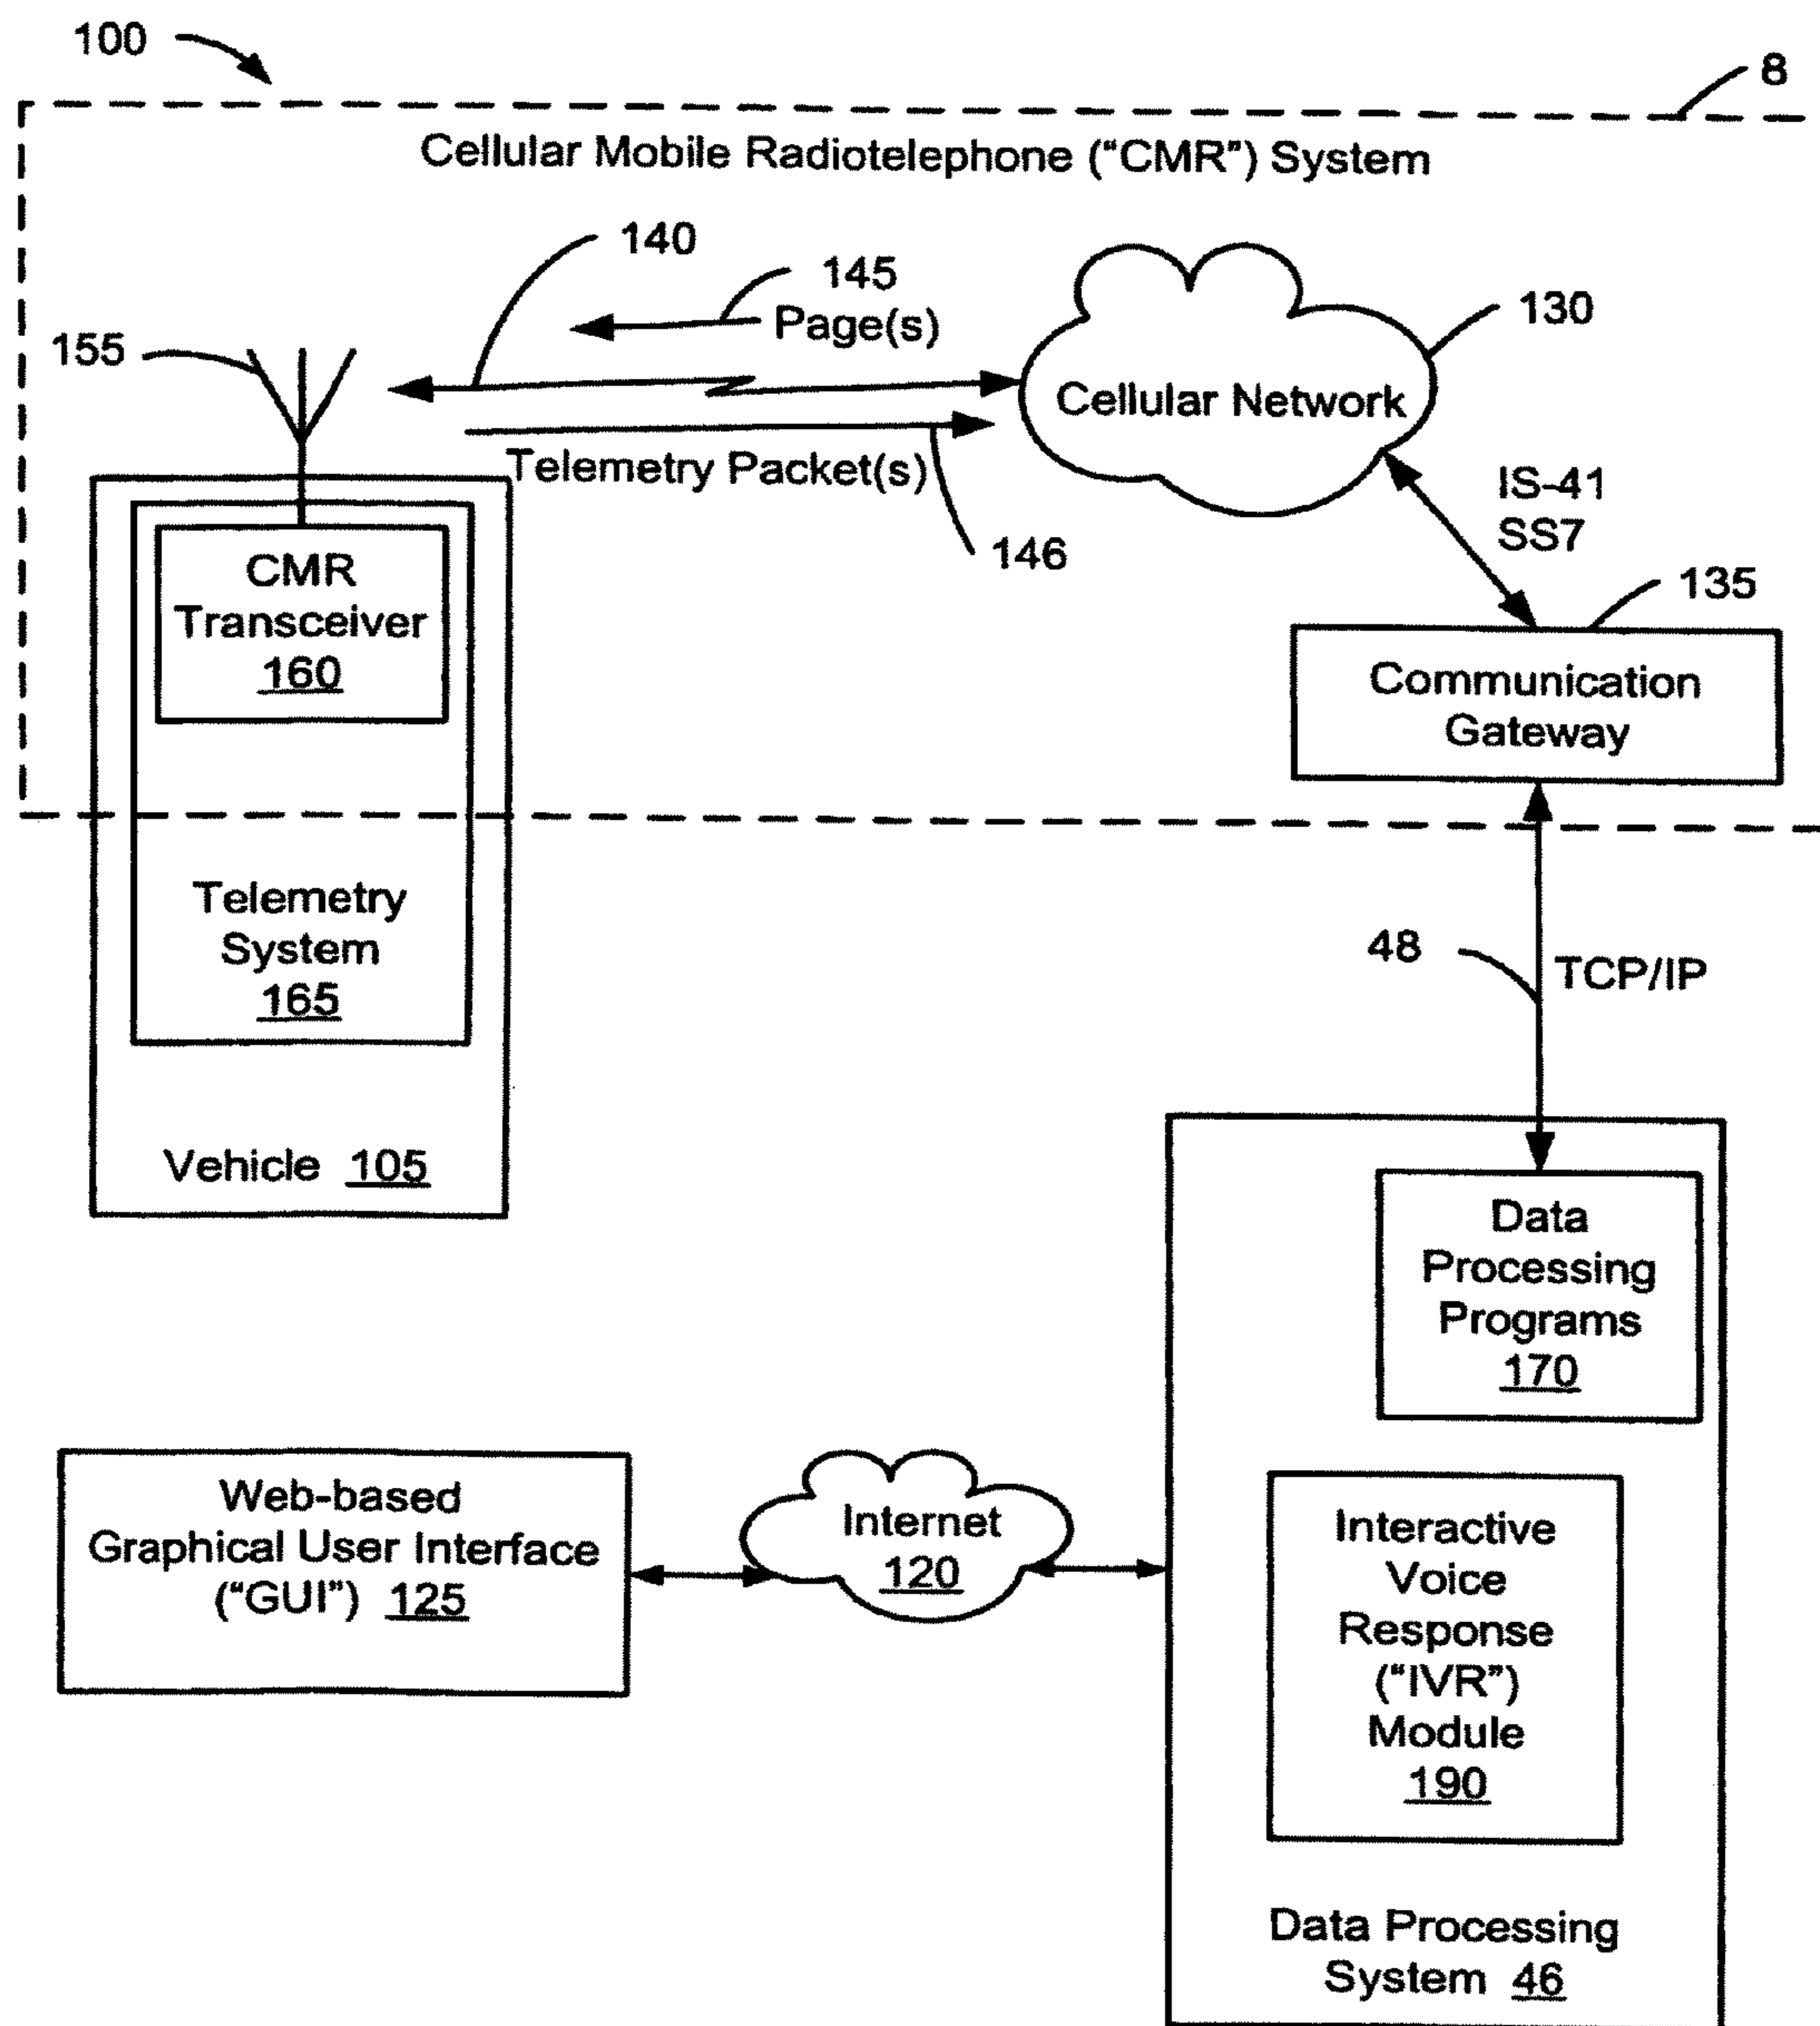 100
8
Cellular Mobile Radiotelephone (“CMR”) System
140
145
Page(s)
130
155
Cellular Network
Telemetry Packet(s)
146
IS-41
SS7
CMR
Transceiver
160
135
Communication
Gateway
Telemetry
System
165
48
TCP/IP
Vehicle 105
Data
Processing
Programs
170
Web-based
Graphical User Interface
(“GUI”) 125
Internet
120
Interactive
Voice
Response
(“IVR”)
Module
190
Data Processing
System 46